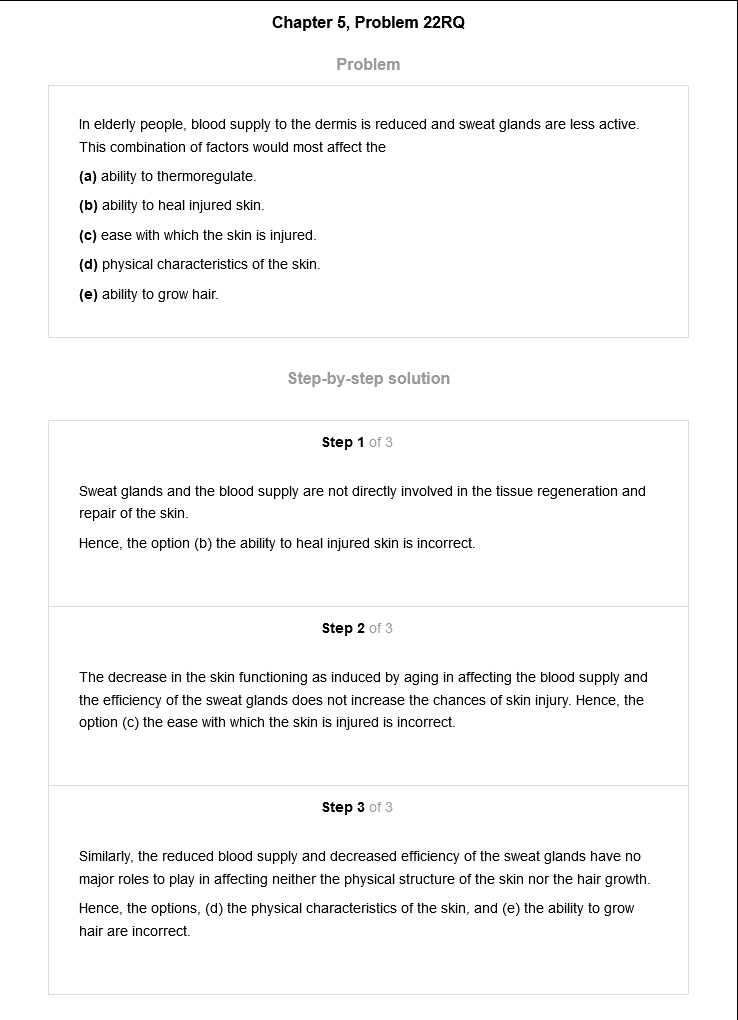 Chapter 5, Problem 22RQ
Problem
In elderly people, blood supply to the dermis is reduced and sweat glands are less active.
This combination of factors would most affect the
(a) ability to thermoregulate.
(b) ability to heal injured skin.
(c) ease with which the skin is injured.
(d) physical characteristics of the skin.
(e) ability to grow hair.
Step-by-step solution
Step 1 of 3
Sweat glands and the blood supply are not directly involved in the tissue regeneration and
repair of the skin.
Hence, the option (b) the ability to heal injured skin is incorrect.
Step 2 of 3
The decrease in the skin functioning as induced by aging in affecting the blood supply and
the efficiency of the sweat glands does not increase the chances of skin injury. Hence, the
option (c) the ease with which the skin is injured is incorrect.
Step 3 of 3
Similarly, the reduced blood supply and decreased efficiency of the sweat glands have no
major roles to play in affecting neither the physical structure of the skin nor the hair growth.
Hence, the options, (d) the physical characteristics of the skin, and (e) the ability to grow
hair are incorrect.